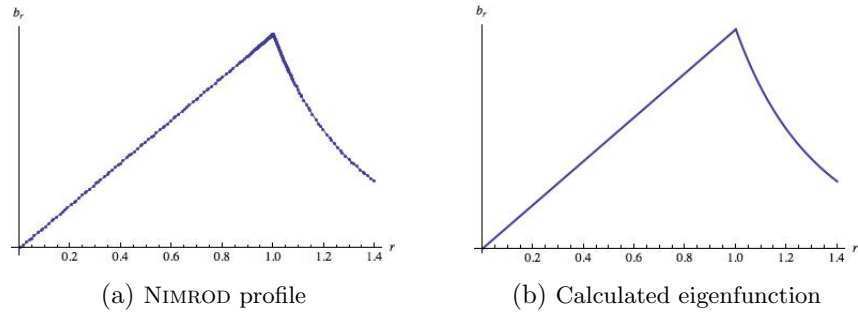 b_r
0.2 0.4 0.6 0.8 1.0 1.2 1.4 r
(a) NIMROD profile
b_r
0.2 0.4 0.6 0.8 1.0 1.2 1.4 r
(b) Calculated eigenfunction